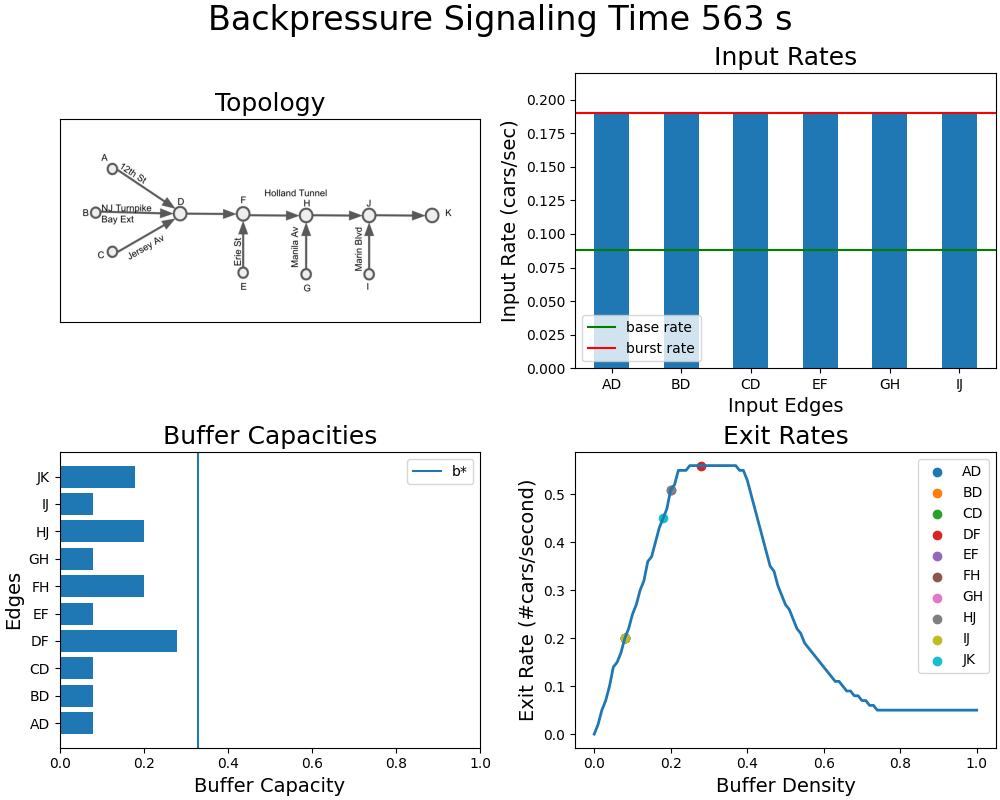 Backpressure Signaling Time 563 s
Topology
A
12th St
B
NJ Turnpike
Bay Ext
C
Jersey Av
D
F
Holland Tunnel
H
J
K
Erie St
Manila Av
Marin Blvd
E
G
I
Input Rates
Input Rate (cars/sec)
0.200
0.175
0.150
0.125
0.100
0.075
0.050
0.025
0.000
base rate
burst rate
AD BD CD EF GH IJ
Input Edges
Buffer Capacities
Edges
JK
IJ
HJ
GH
FH
EF
DF
CD
BD
AD
b*
0.0 0.2 0.4 0.6 0.8 1.0
Buffer Capacity
Exit Rates
Exit Rate (#cars/second)
0.5
0.4
0.3
0.2
0.1
0.0
AD
BD
CD
DF
EF
FH
GH
HJ
IJ
JK
0.0 0.2 0.4 0.6 0.8 1.0
Buffer Density